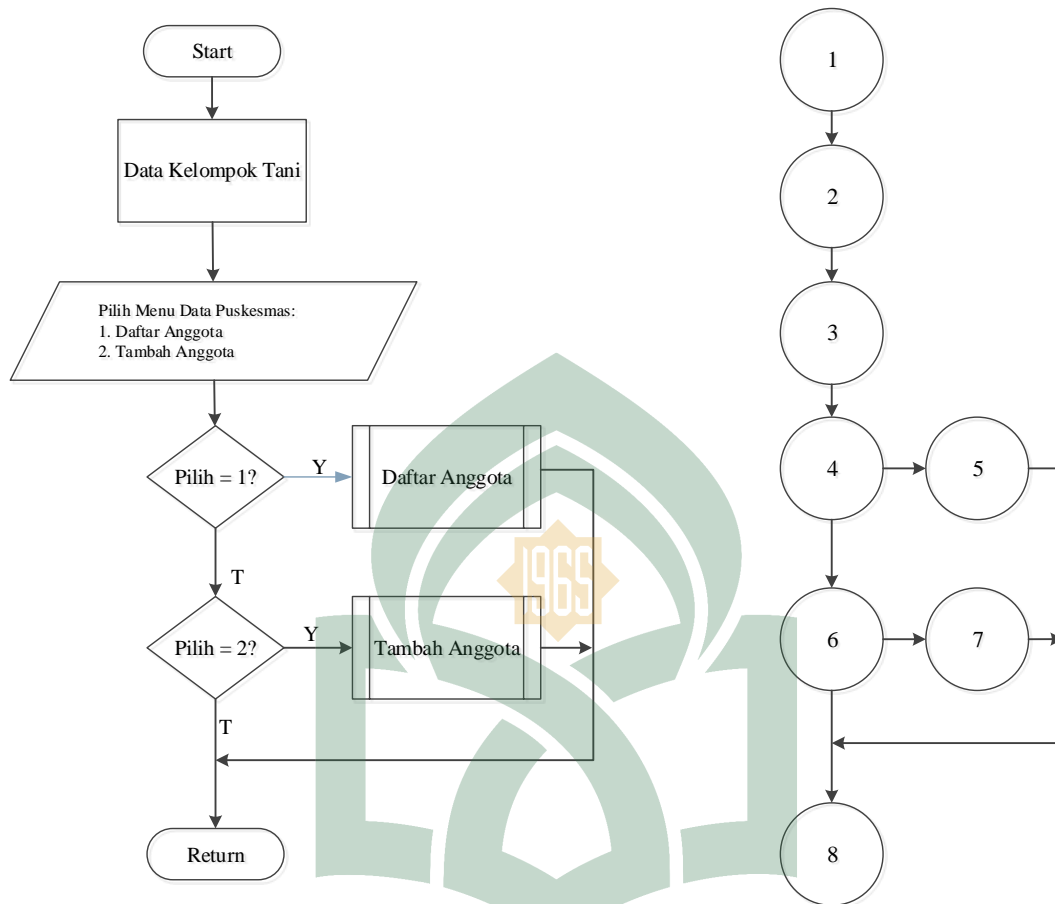 Start
Data Kelompok Tani
Pilih Menu Data Puskesmas:
1. Daftar Anggota
2. Tambah Anggota
Pilih = 1?
Y
Daftar Anggota
T
Pilih = 2?
Y
Tambah Anggota
T
Return
1965
1
2
3
4
5
6
7
8